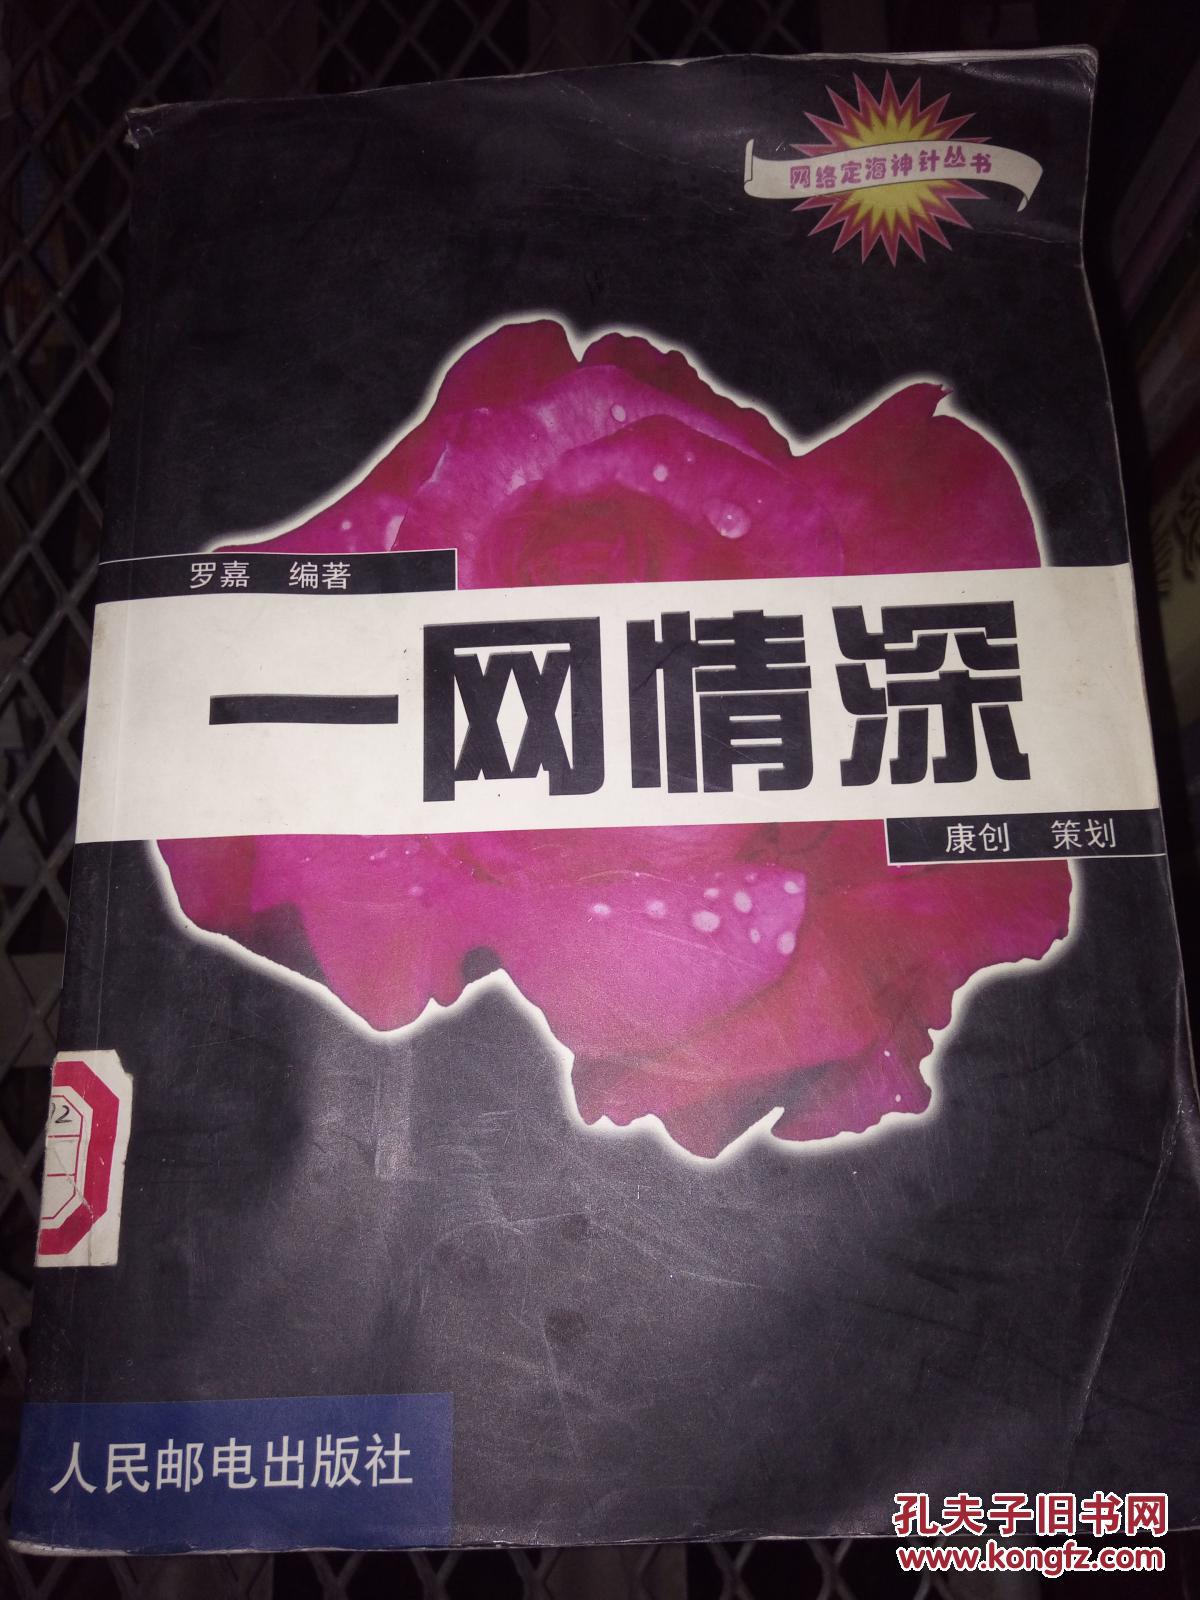 网络定海神针丛书
罗嘉 编著
一网情深
康创 策划
人民邮电出版社
孔夫子旧书网
www.kongfz.com